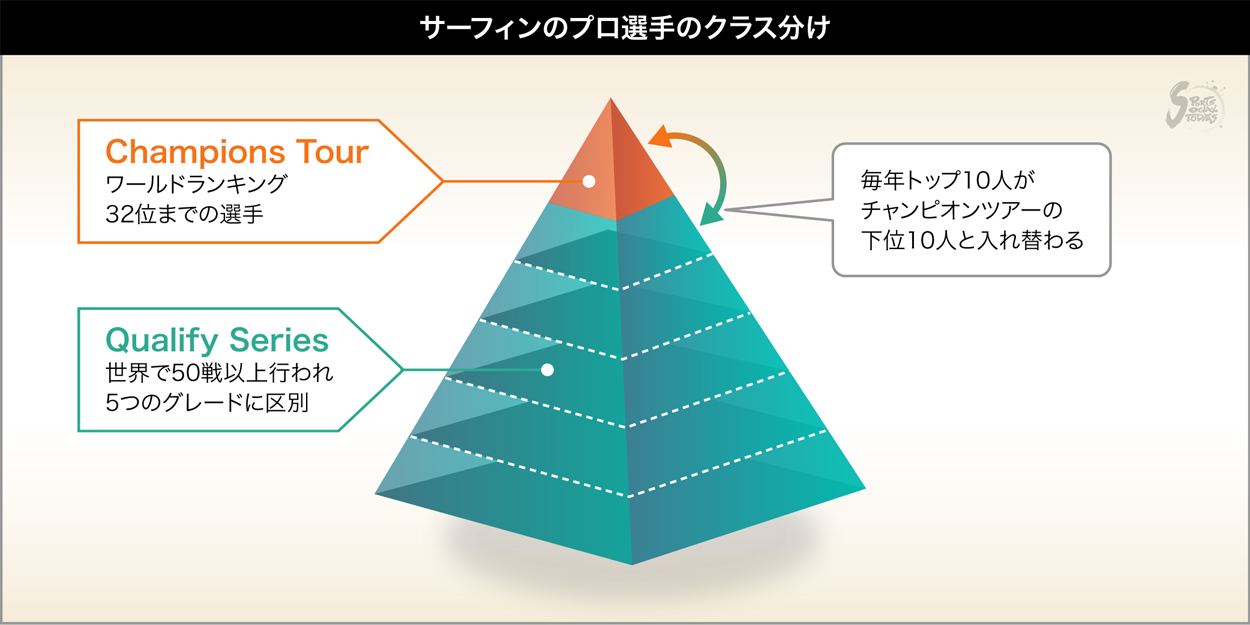 サーフィンのプロ選手のクラス分け
SPORTS
SOCIAL
STUDIES
Champions Tour
ワールドランキング
32位までの選手
毎年トップ10人が
チャンピオンツアーの
下位10人と入れ替わる
Qualify Series
世界で50戦以上行われ
5つのグレードに区別